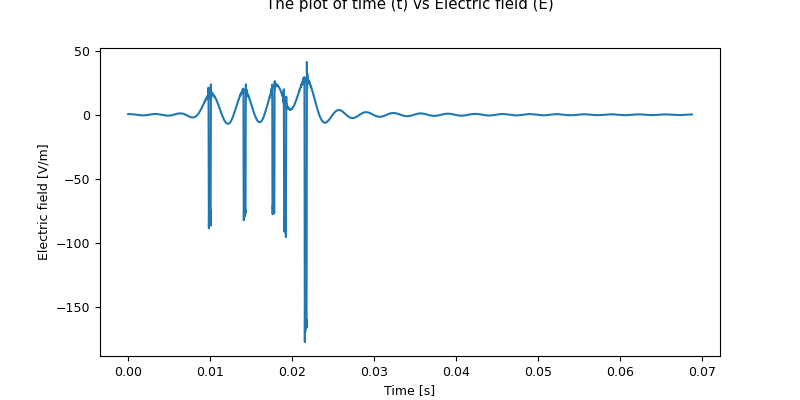 The plot of time (t) vs Electric field (E)
50
0
−50
−100
−150
Electric field [V/m]
0.00 0.01 0.02 0.03 0.04 0.05 0.06 0.07
Time [s]